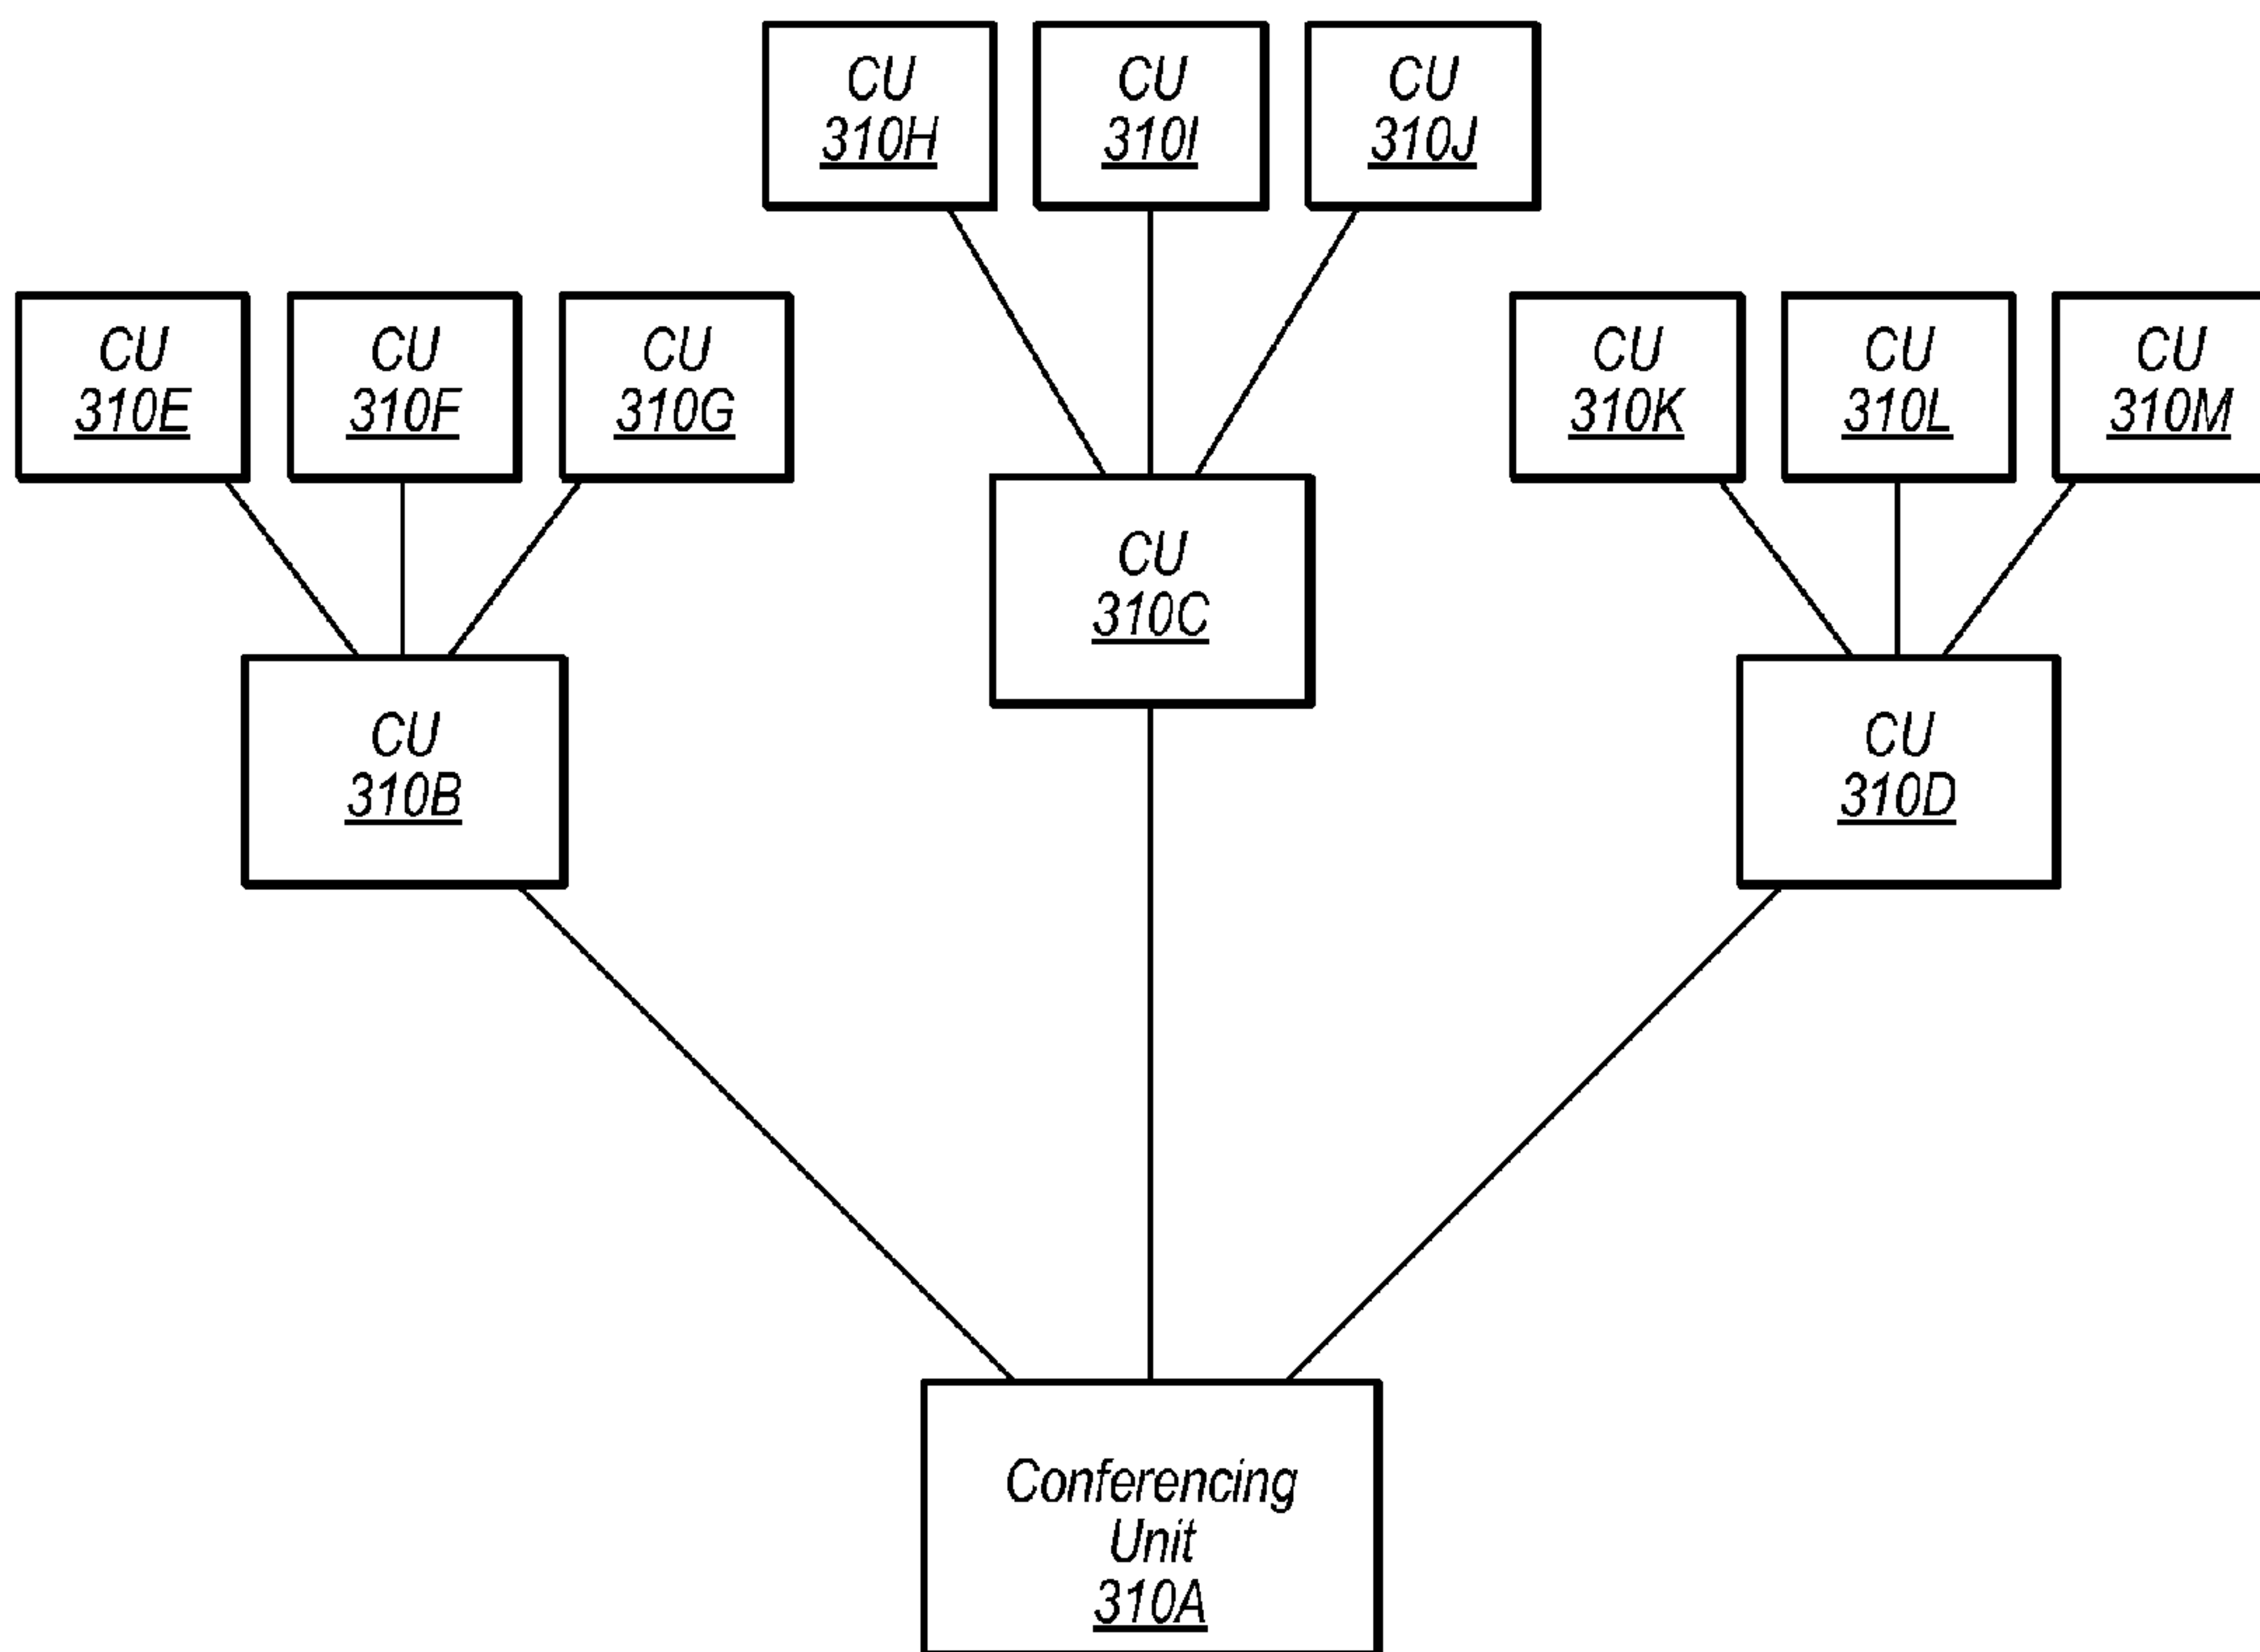 CU
310H
CU
310I
CU
310J
CU
310E
CU
310F
CU
310G
CU
310K
CU
310L
CU
310M
CU
310C
CU
310B
CU
310D
Conferencing
Unit
310A